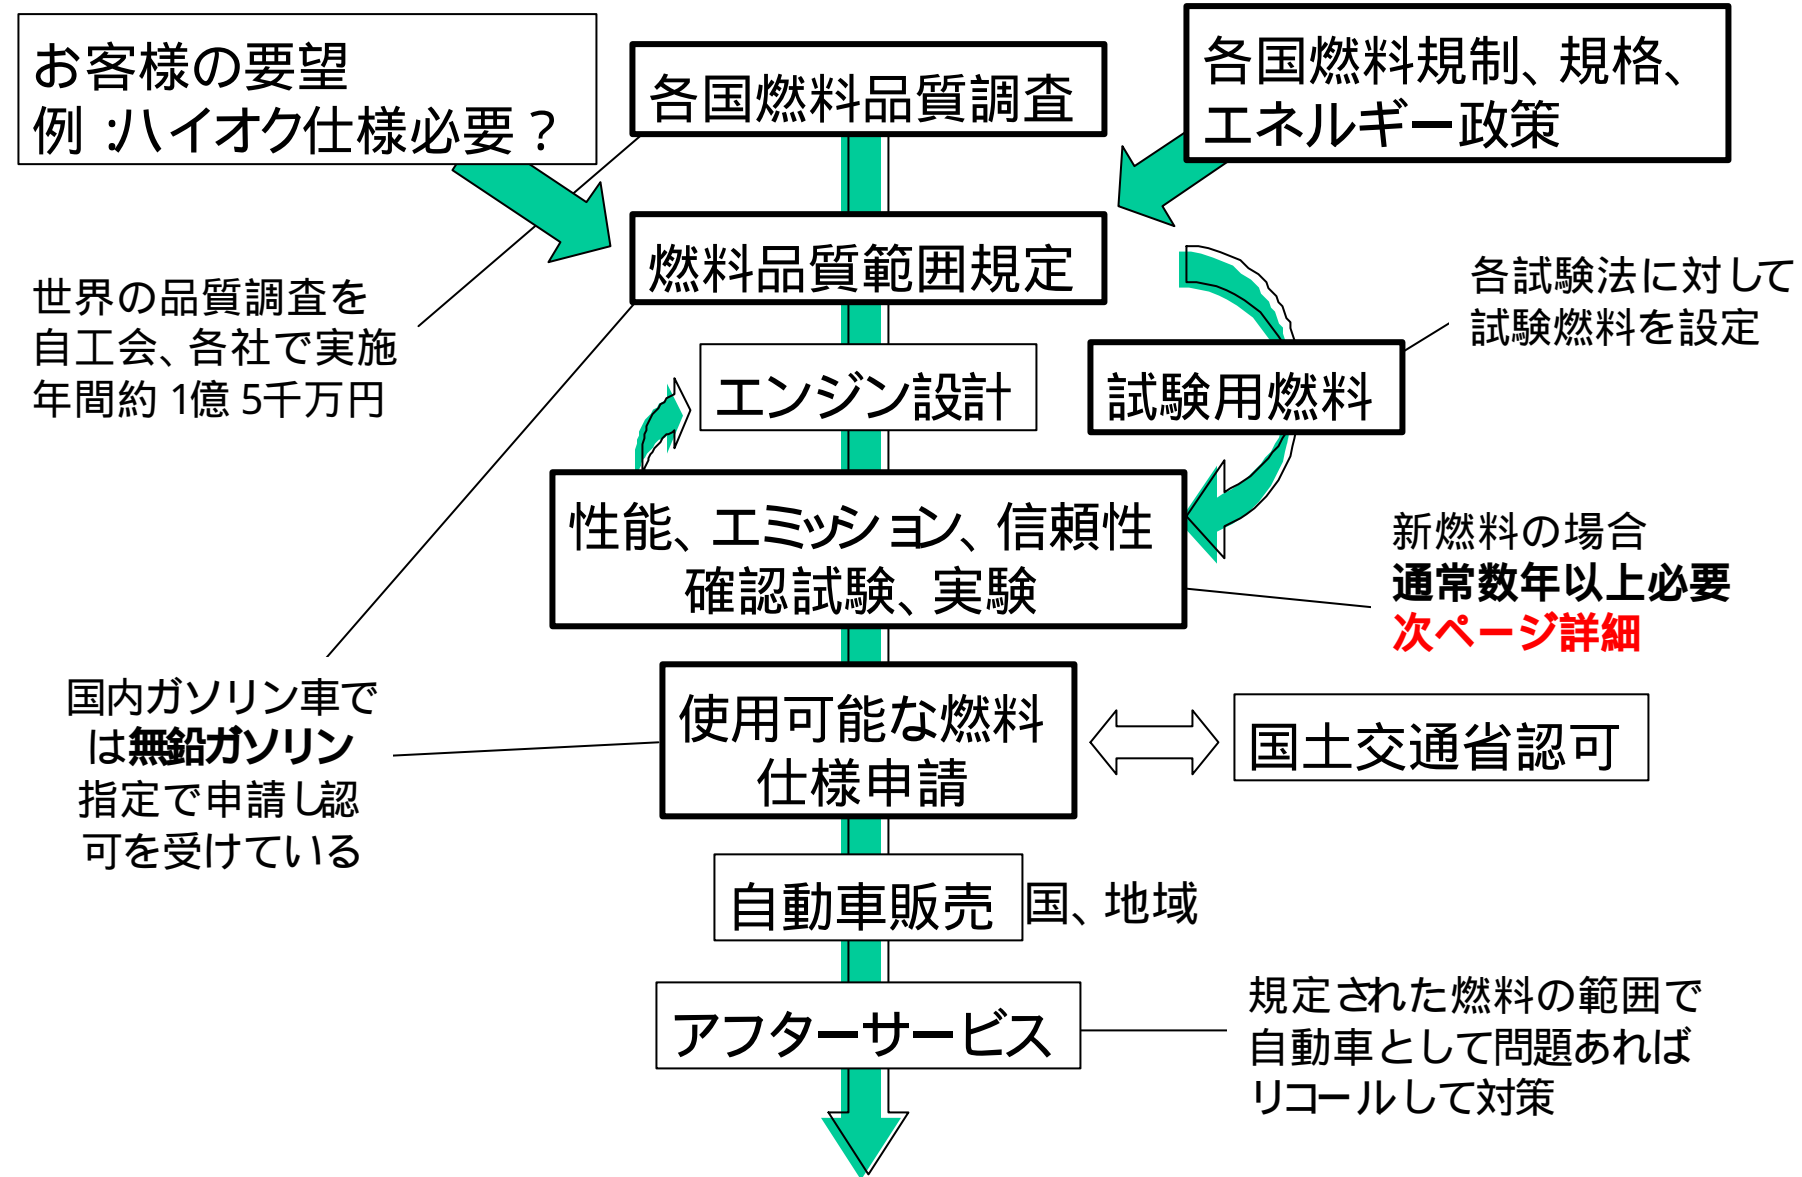 お客様の要望
例:ハイオク仕様必要?
各国燃料品質調査
各国燃料規制、規格、
エネルギー政策
燃料品質範囲規定
世界の品質調査を
自工会、各社で実施
年間約1億5千万円
各試験法に対して
試験燃料を設定
エンジン設計
試験用燃料
性能、エミッション、信頼性
確認試験、実験
新燃料の場合
通常数年以上必要
次ページ詳細
国内ガソリン車で
は無鉛ガソリン
指定で申請し認
可を受けている
使用可能な燃料
仕様申請
国土交通省認可
自動車販売
国、地域
アフターサービス
規定された燃料の範囲で
自動車として問題あれば
リコールして対策